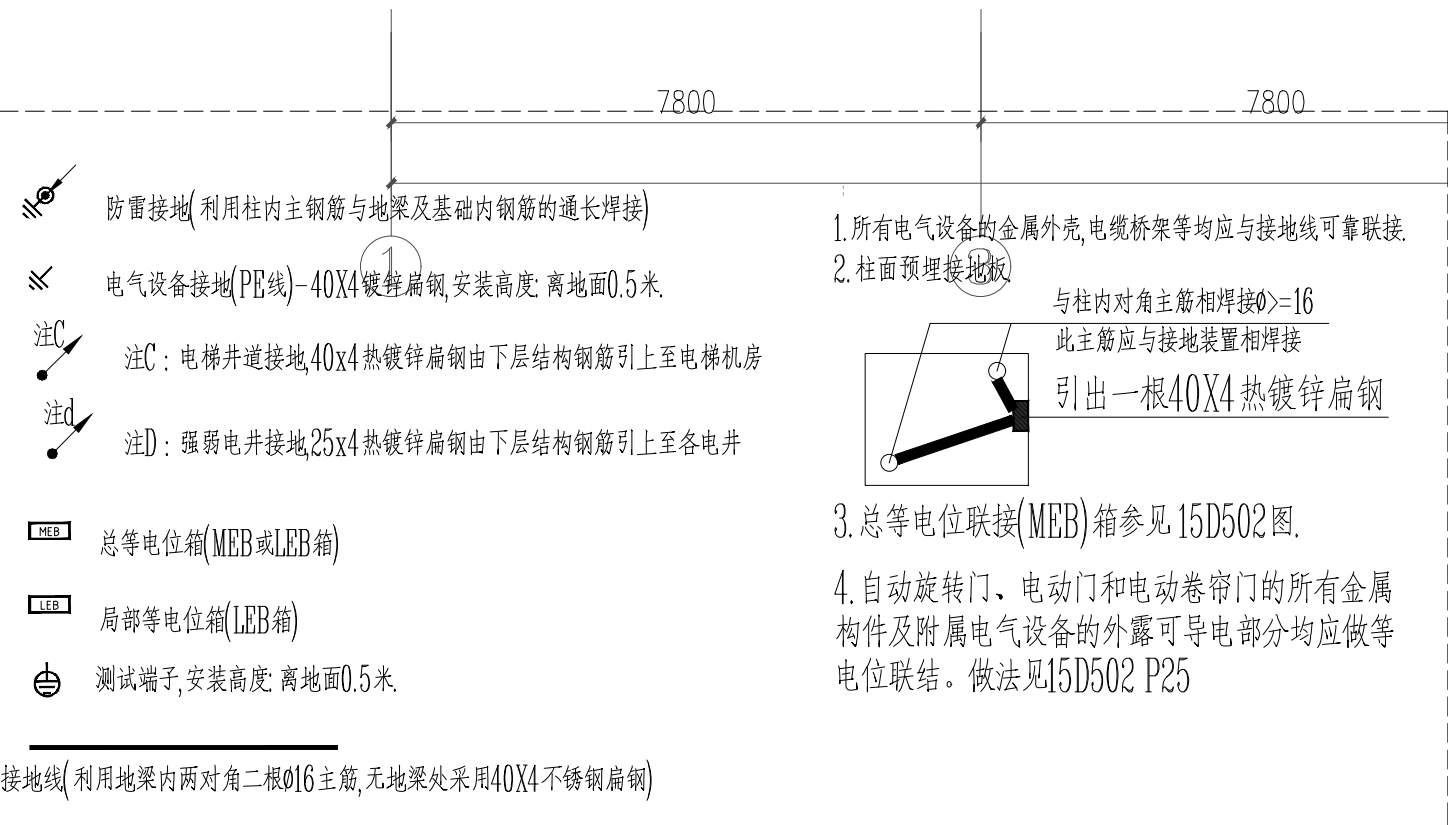 7800
7800
防雷接地(利用柱内主钢筋与地梁及基础内钢筋的通长焊接)
1
电气设备接地(PE线)-40X4镀锌扁钢,安装高度: 离地面0.5米.
注C
注C: 电梯井道接地,40x4热镀锌扁钢由下层结构钢筋引上至电梯机房
注d
注D: 强弱电井接地,25x4热镀锌扁钢由下层结构钢筋引上至各电井
MEB
总等电位箱(MEB或LEB箱)
LEB
局部等电位箱(LEB箱)
测试端子,安装高度: 离地面0.5米.
接地线(利用地梁内两对角二根Ø16主筋,无地梁处采用40X4不锈钢扁钢)
1.所有电气设备的金属外壳,电缆桥架等均应与接地线可靠联接.
2.柱面预埋接地板.
与柱内对角主筋相焊接Ø>=16
此主筋应与接地装置相焊接
引出一根40X4热镀锌扁钢
3.总等电位联接(MEB)箱参见15D502图.
4.自动旋转门、电动门和电动卷帘门的所有金属
构件及附属电气设备的外露可导电部分均应做等
电位联结。做法见15D502 P25